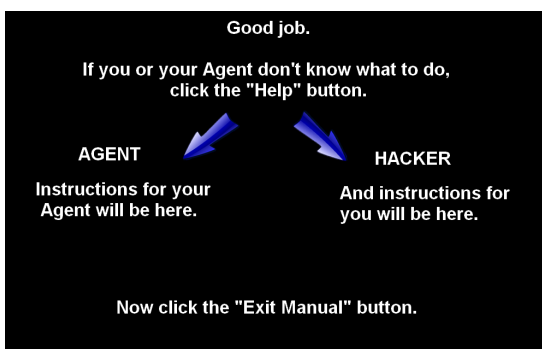 Good job.
If you or your Agent don't know what to do,
click the "Help" button.
AGENT
Instructions for your
Agent will be here.
HACKER
And instructions for
you will be here.
Now click the "Exit Manual" button.